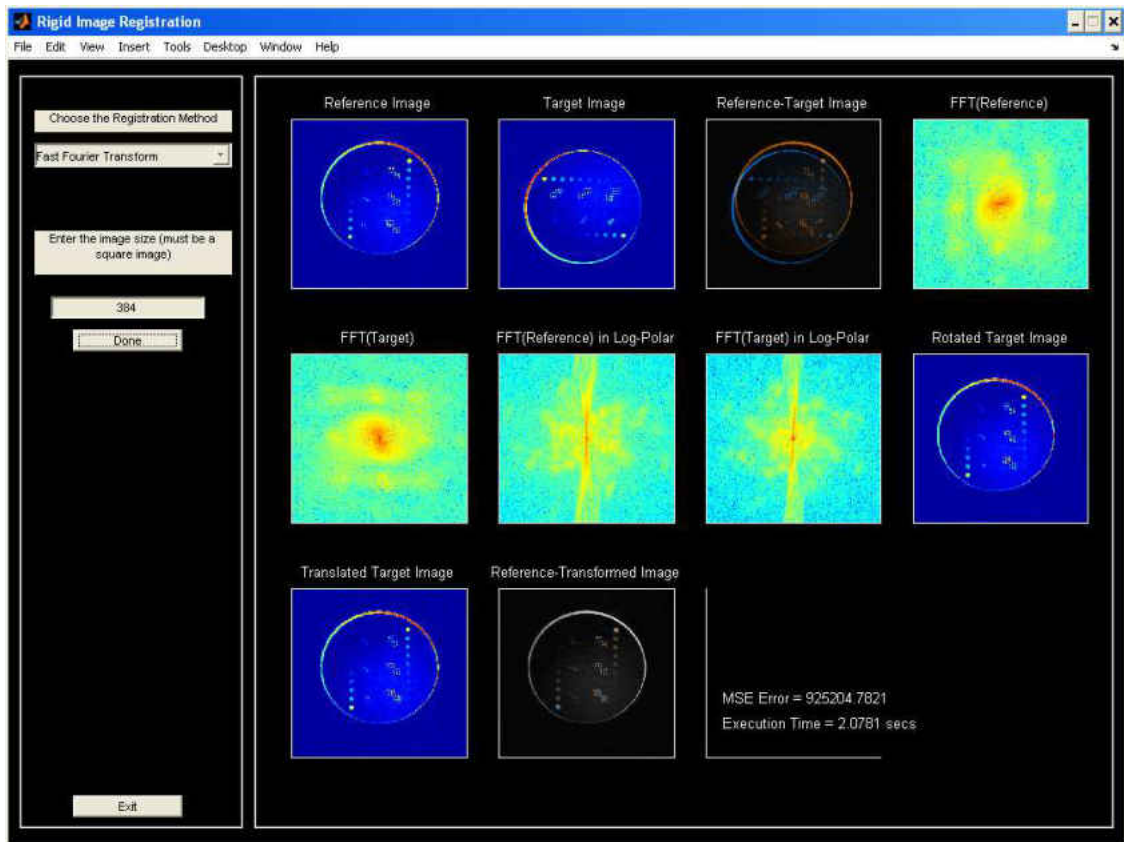 Rigid Image Registration
File Edit View Insert Tools Desktop Window Help
Choose the Registration Method
Fast Fourier Transform
Enter the image size (must be a
square image)
384
Done
Exit
Reference Image
Target Image
Reference-Target Image
FFT(Reference)
FFT(Target)
FFT(Reference) in Log-Polar
FFT(Target) in Log-Polar
Rotated Target Image
Translated Target Image
Reference-Transformed Image
MSE Error = 925204.7821
Execution Time = 2.0781 secs